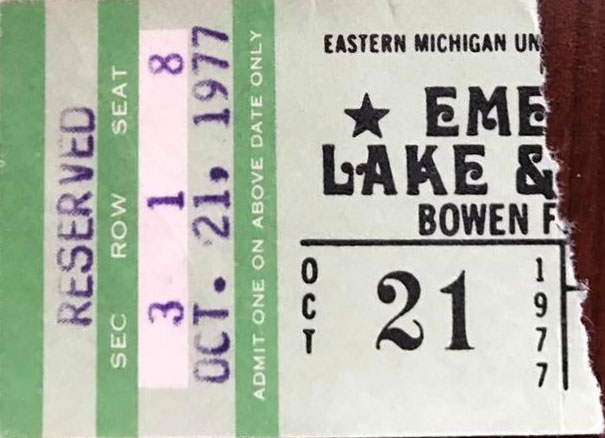 RESERVED
SEC ROW SEAT
3 1 8
OCT. 21, 1977
ADMIT ONE ON ABOVE DATE ONLY
EASTERN MICHIGAN UN
★ EME
LAKE &
BOWEN F
OCT 21 1977